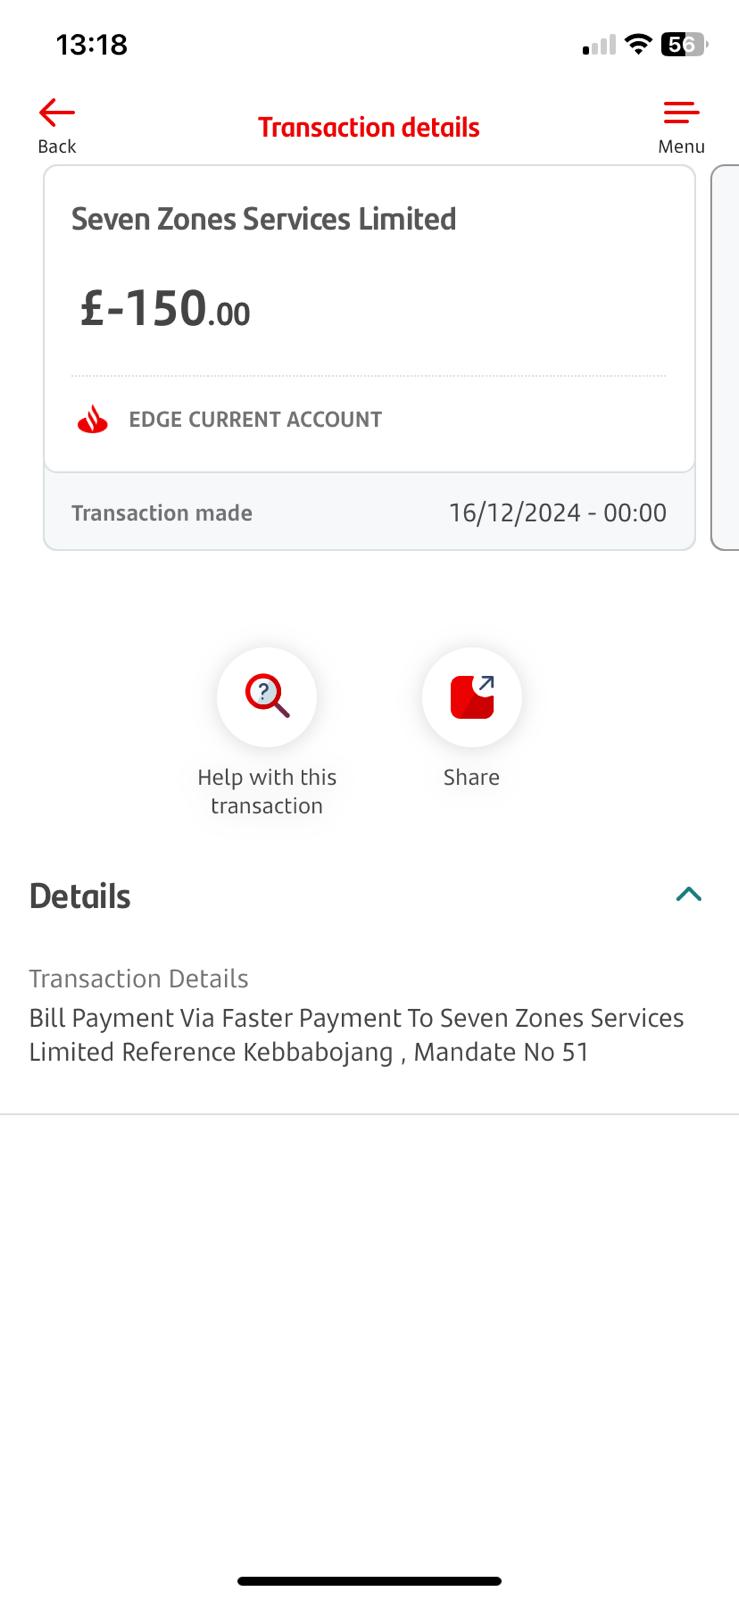 13:18
56
Back
Transaction details
Menu
Seven Zones Services Limited
£-150.00
EDGE CURRENT ACCOUNT
Transaction made 16/12/2024 - 00:00
?
Help with this
transaction
Share
Details
Transaction Details
Bill Payment Via Faster Payment To Seven Zones Services
Limited Reference Kebbabojang , Mandate No 51